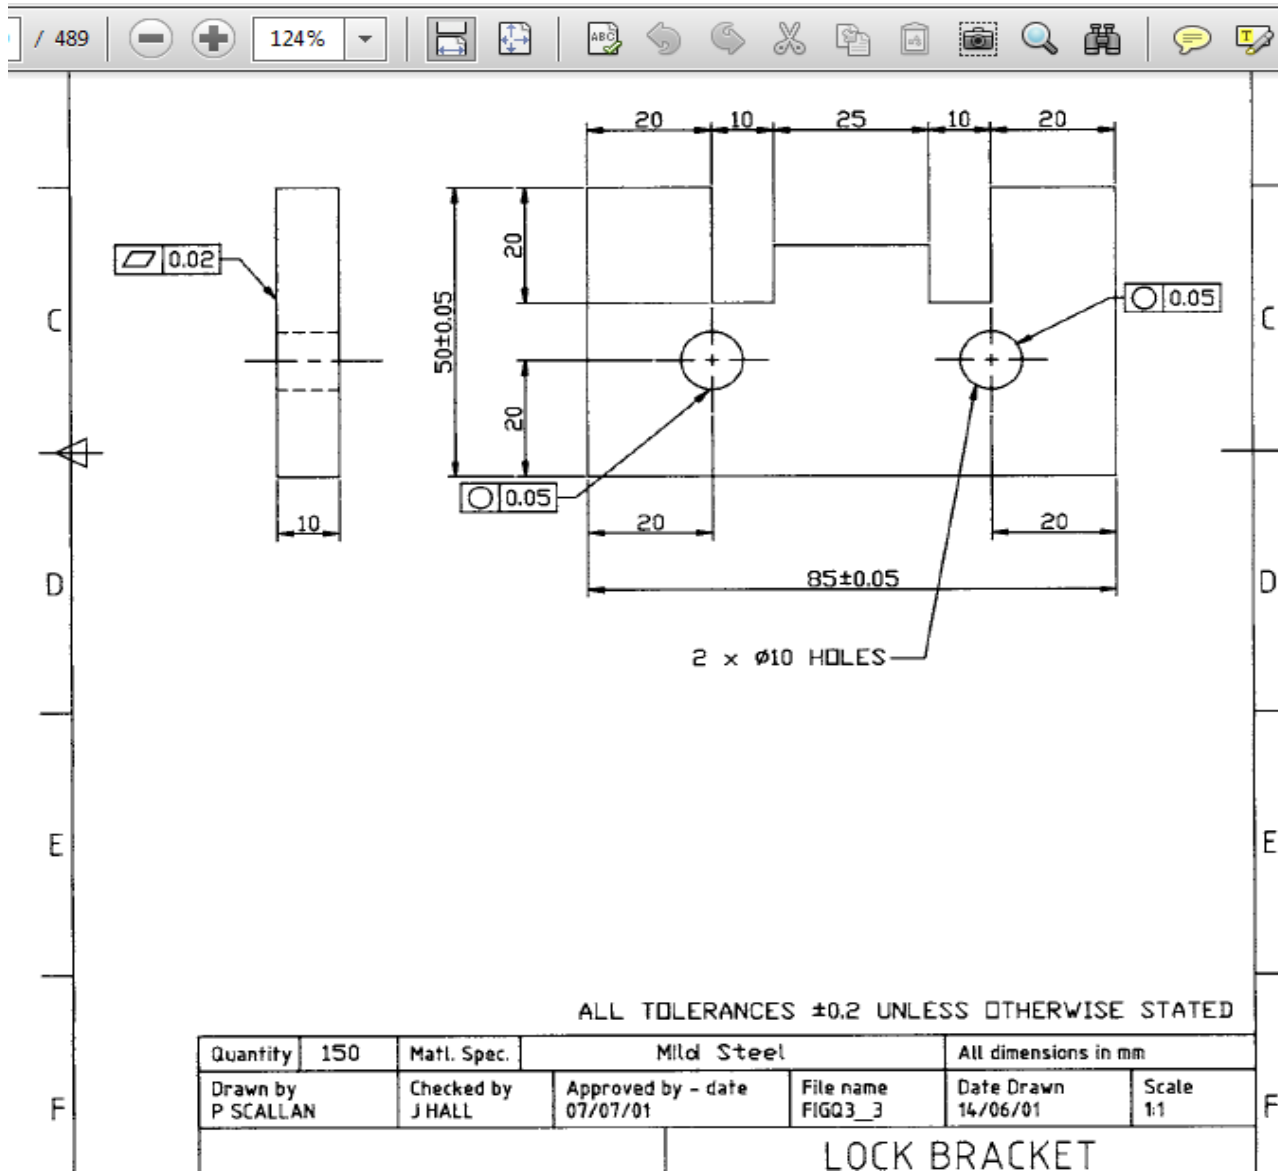 / 489
124%
ABC
T
20 10 25 10 20
0.02
20
0.05
C
C
50±0.05
20
0.05
10
20
20
D
85±0.05
D
2 x ø10 HOLES
E
E
ALL TOLERANCES ±0.2 UNLESS OTHERWISE STATED
Quantity 150 Matl. Spec. Mild Steel All dimensions in mm
Drawn by Checked by Approved by - date File name Date Drawn Scale
P SCALLAN J HALL 07/07/01 FIGQ3_3 14/06/01 1:1
F
F
LOCK BRACKET